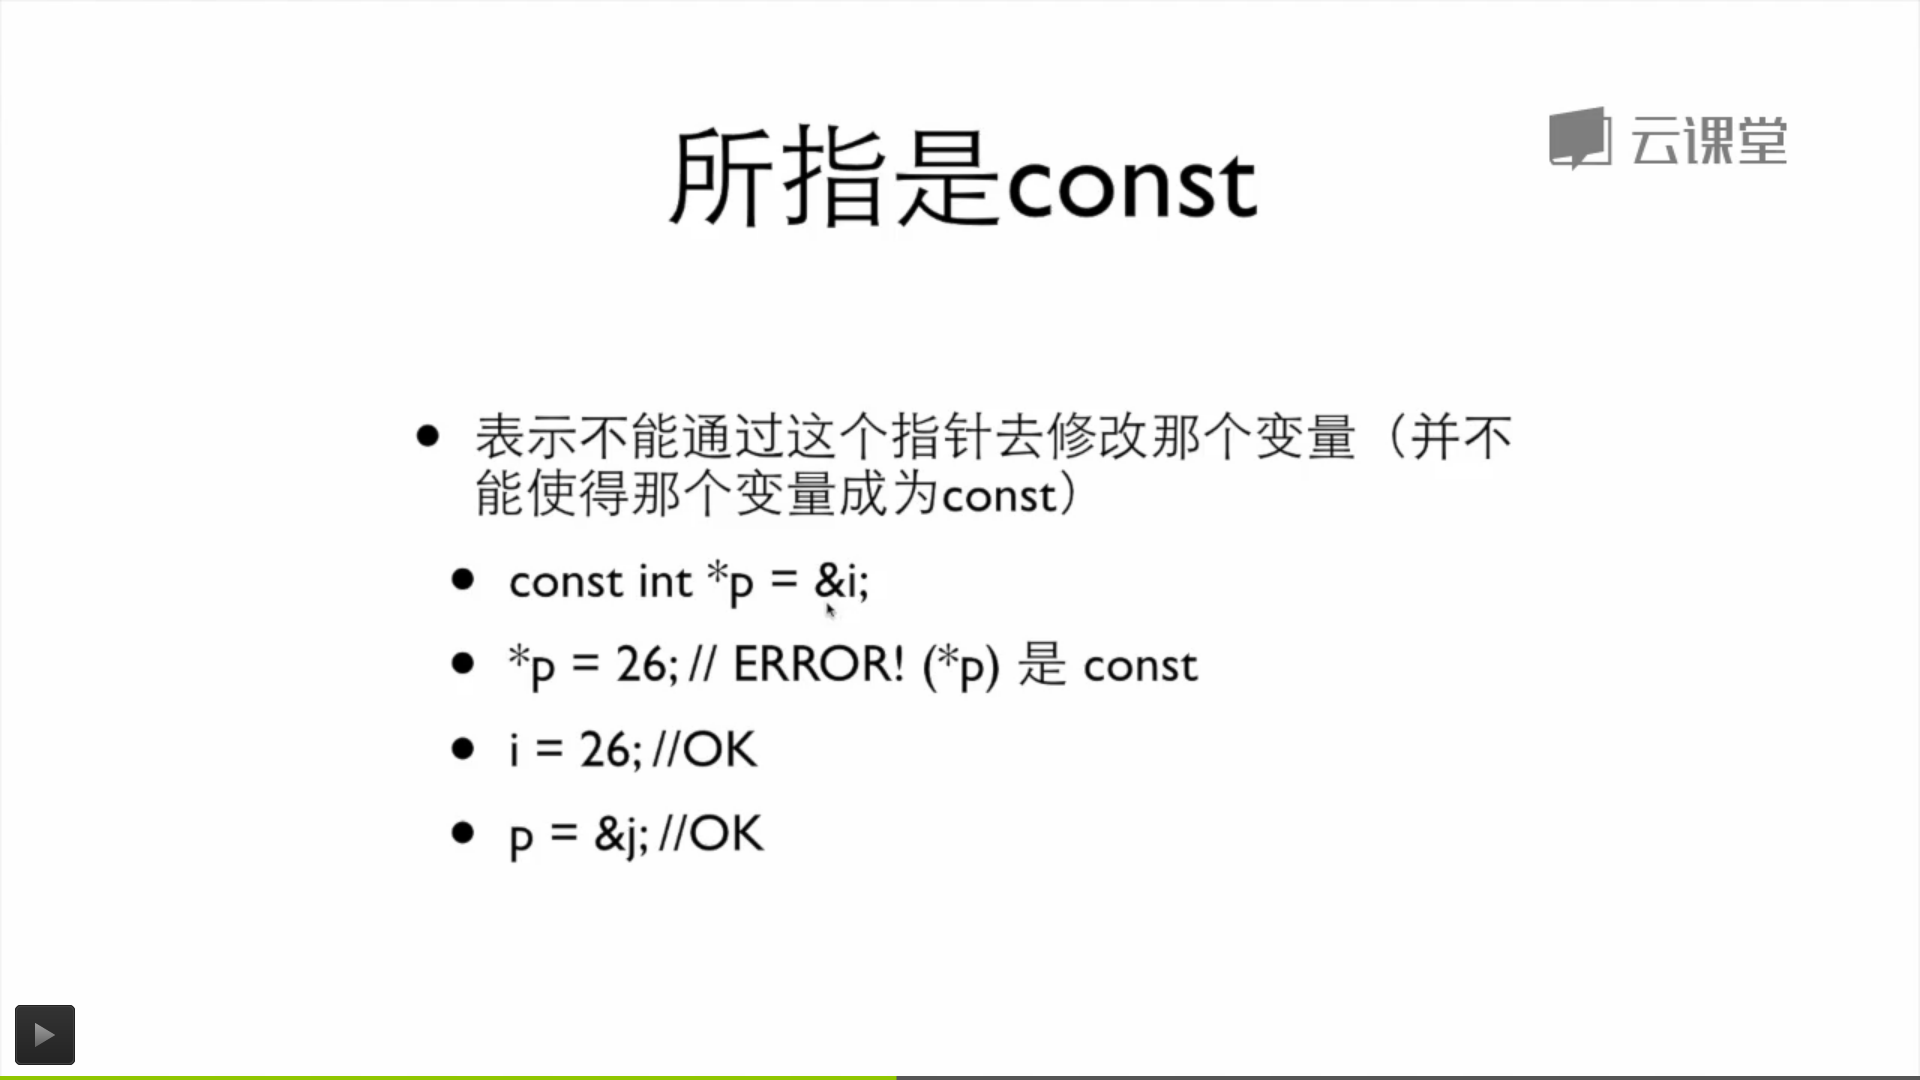 云课堂
所指是const
表示不能通过这个指针去修改那个变量（并不
能使得那个变量成为const）
const int *p = &i;
*p = 26; // ERROR! (*p) 是 const
i = 26; //OK
p = &j; //OK